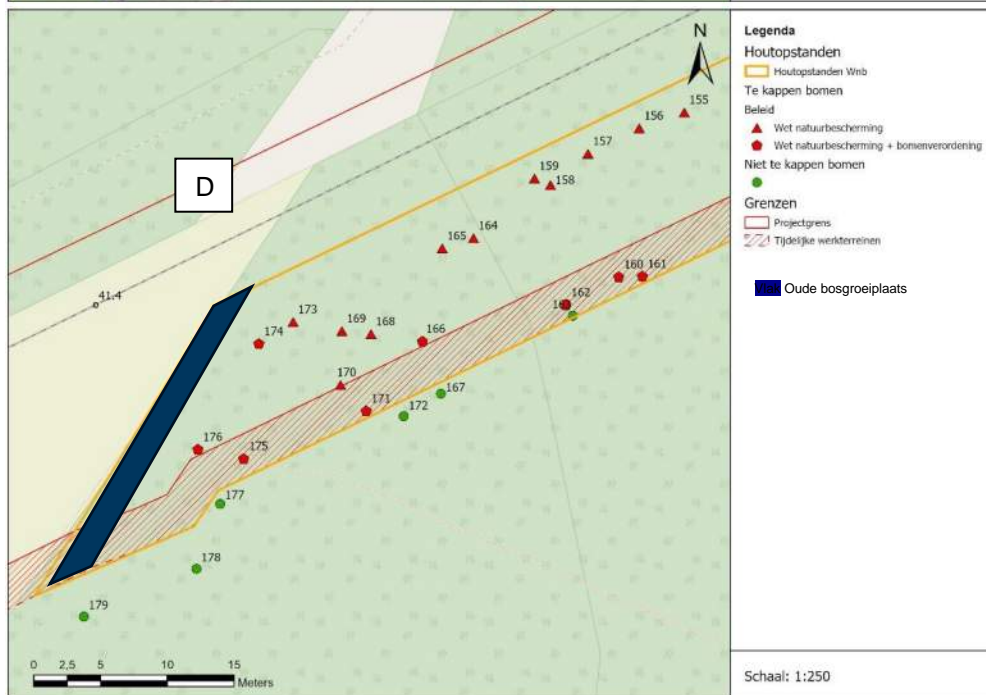 Legenda
Houtopstanden
Houtopstanden Wnb
Te kappen bomen
Beleid
Wet natuurbescherming
Wet natuurbescherming + bomenverordening
Niet te kappen bomen
Grenzen
Projectgrens
Tijdelijke werkterreinen
Oude bosgroeiplaats
Schaal: 1:250
N
D
155
156
157
159
158
164
165
160
161
162
41.4
173
174
169
168
166
170
167
171
172
176
175
177
178
179
0 2,5 5 10 15
Meters